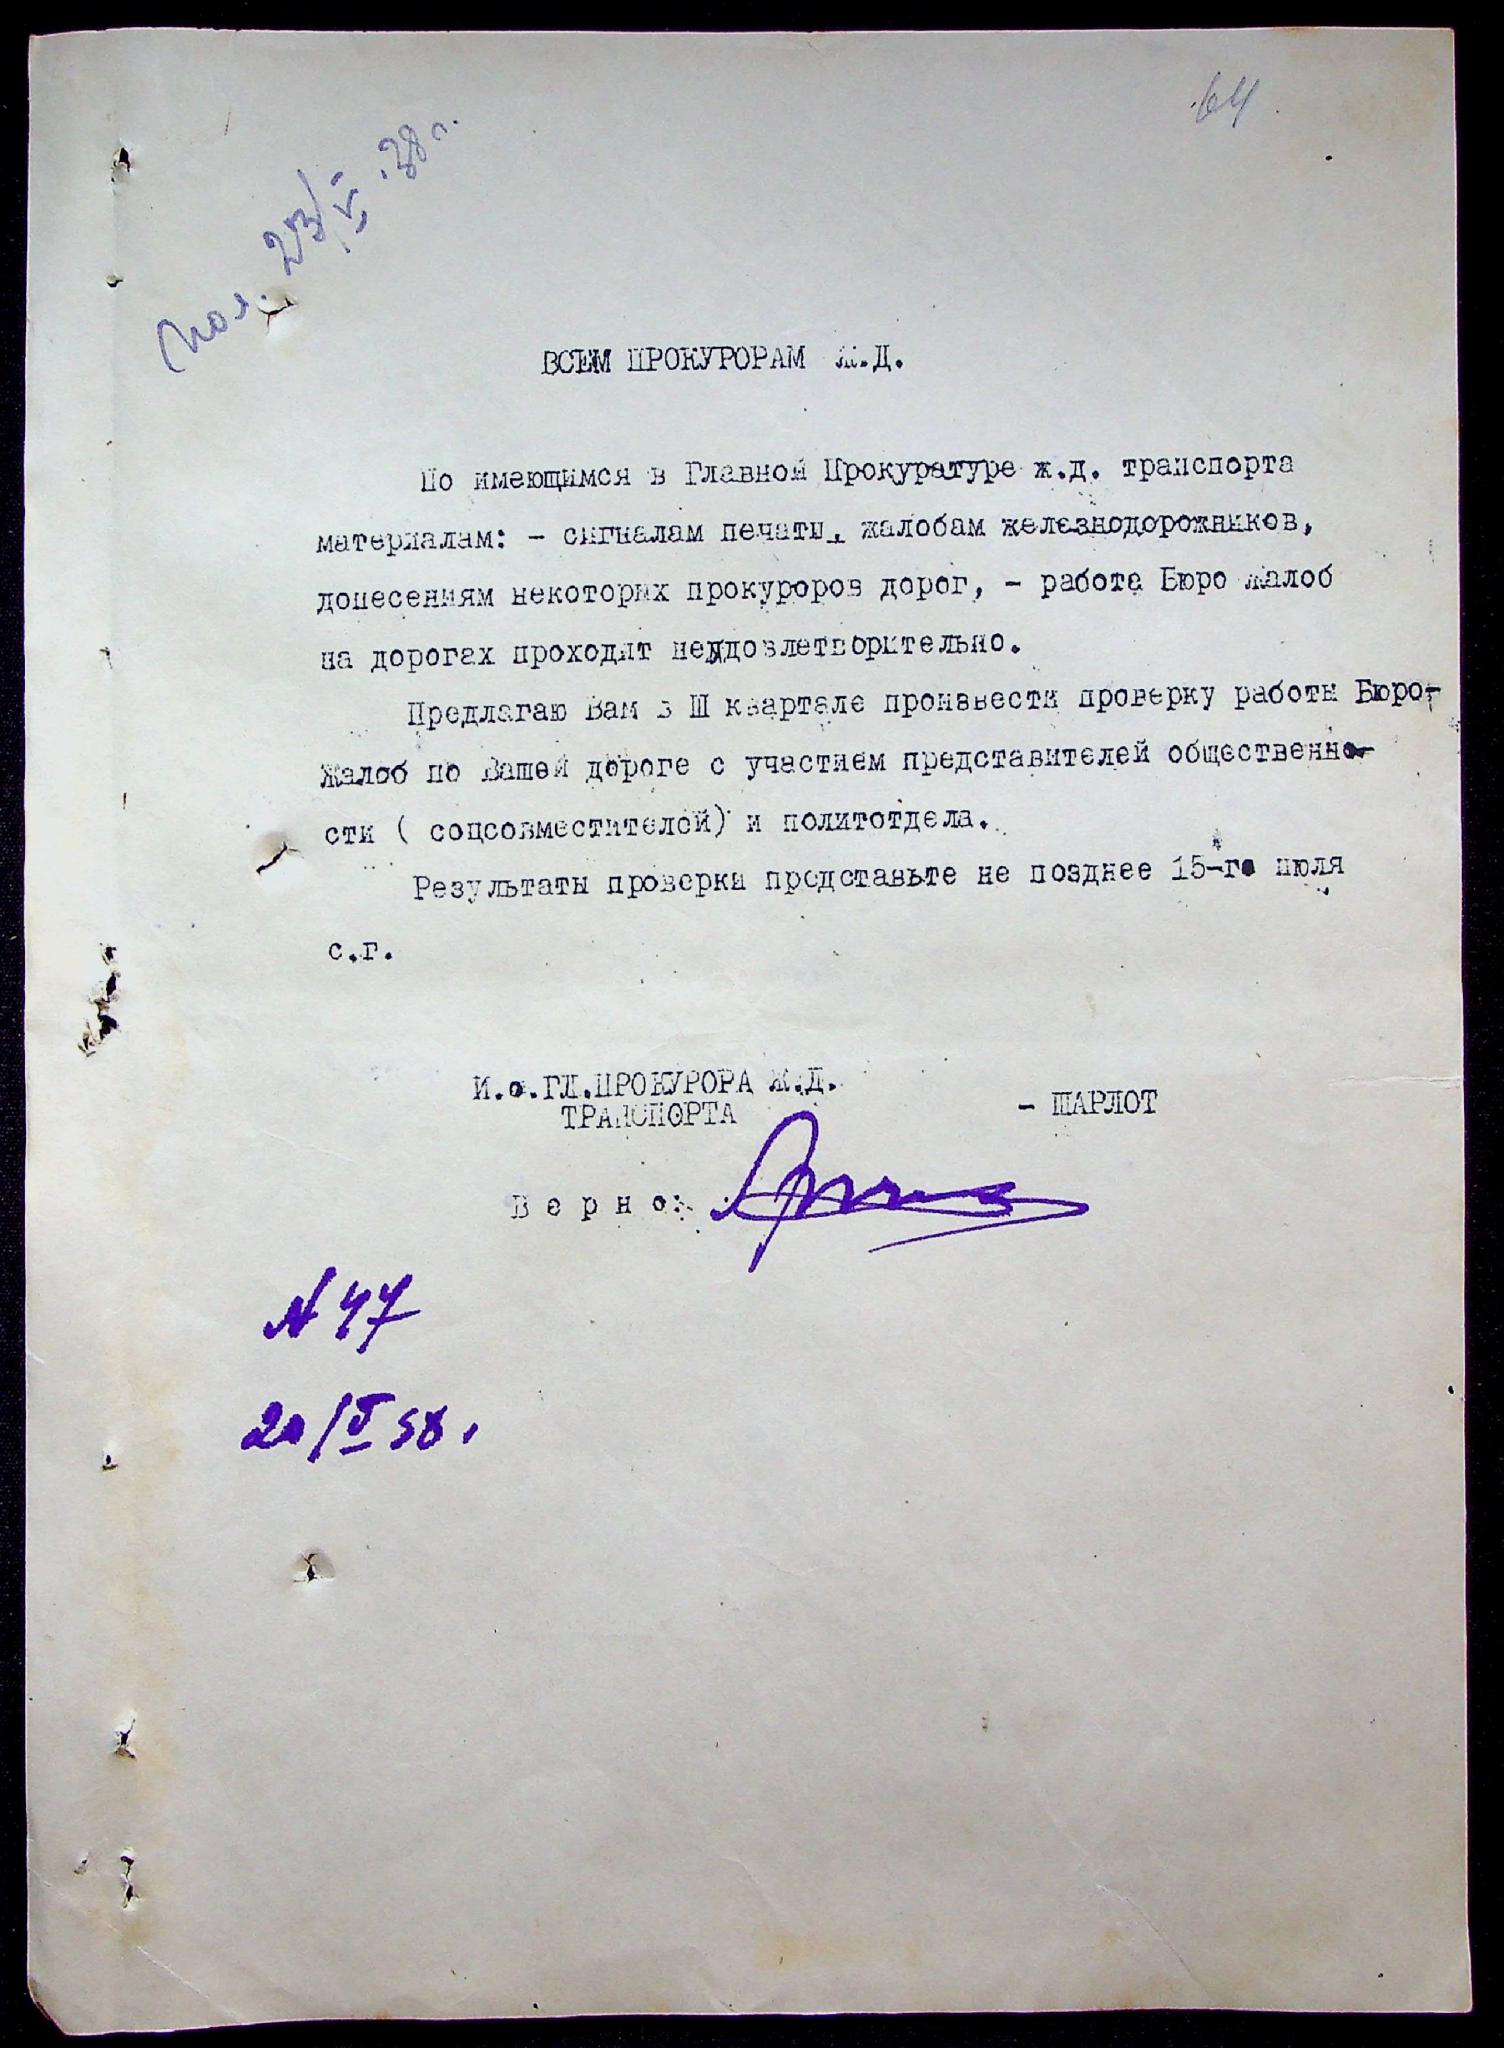 64
Пол. 23/V.38 г.
ВСЕМ ПРОКУРОРАМ Ж.Д.
По имеющимся в Главной Прокуратуре ж.д. транспорта
материалам: - сигналам печати, жалобам железнодорожников,
донесениям некоторых прокуроров дорог, - работа Бюро жалоб
на дорогах проходит неудовлетворительно.
Предлагаю Вам в Ш квартале произвести проверку работы Бюро-
Жалоб по Вашей дороге с участием представителей общественно-
сти ( соцсовместителей) и политотдела.
Результаты проверки представьте не позднее 15-го июля
с.г.
И.о.ГЛ.ПРОКУРОРА Ж.Д.
ТРАНСПОРТА - ШАРЛОТ
Верно:
N 47
20/V 38.